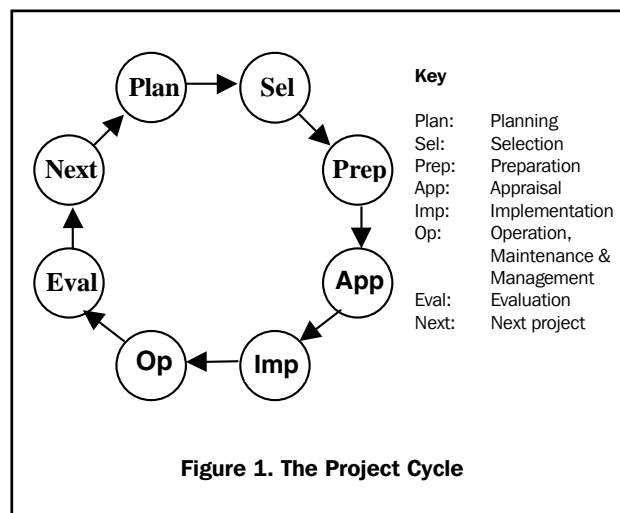 Plan
Sel
Prep
App
Imp
Op
Eval
Next
Key
Plan: Planning
Sel: Selection
Prep: Preparation
App: Appraisal
Imp: Implementation
Op: Operation,
Maintenance &
Management
Eval: Evaluation
Next: Next project
Figure 1. The Project Cycle